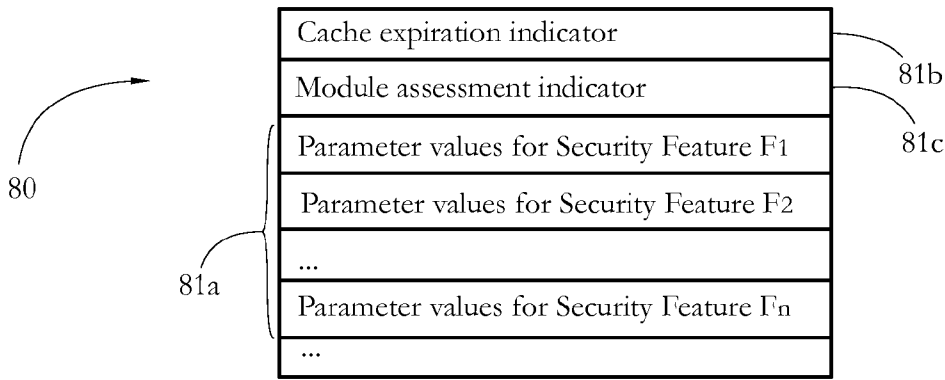 Cache expiration indicator
81b
Module assessment indicator
81c
Parameter values for Security Feature F1
80
Parameter values for Security Feature F2
...
81a
Parameter values for Security Feature Fn
...